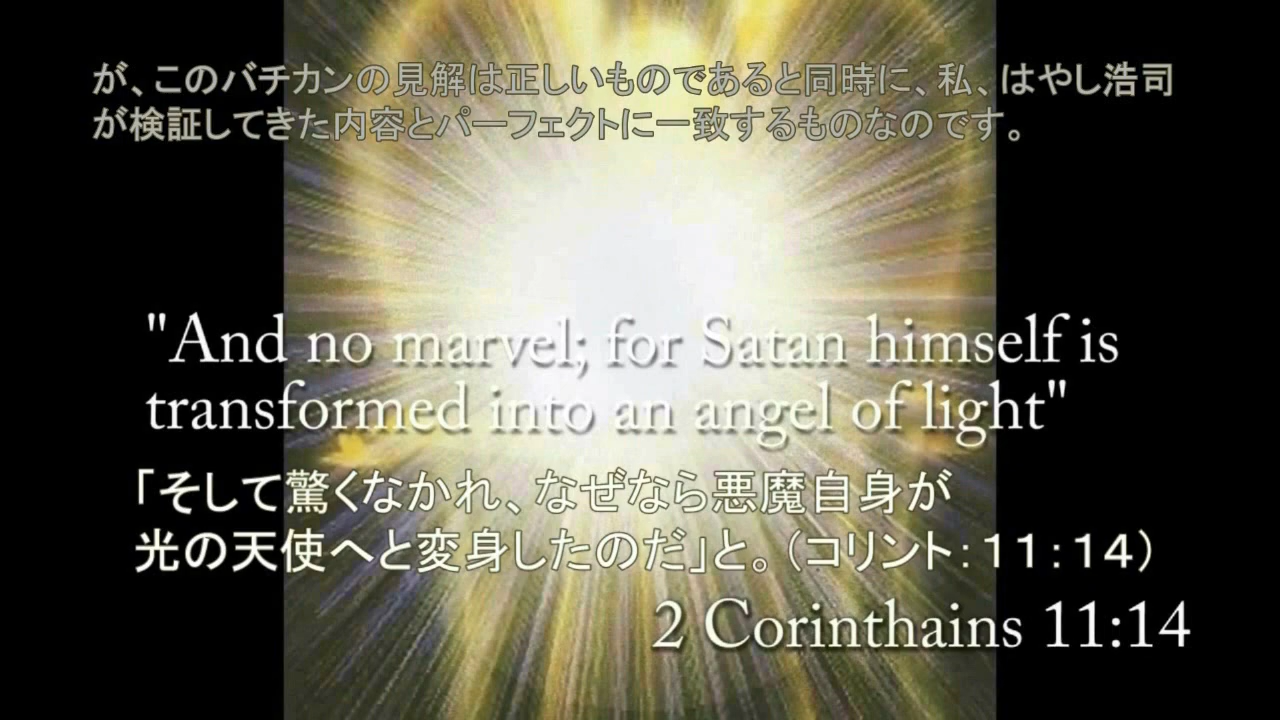 が、このバチカンの見解は正しいものであると同時に、私、はやし浩司
が検証してきた内容とパーフェクトに一致するものなのです。
"And no marvel; for Satan himself is
transformed into an angel of light"
「そして驚くなかれ、なぜなら悪魔自身が
光の天使へと変身したのだ」と。（コリント：１１：１４）
2 Corinthains 11:14